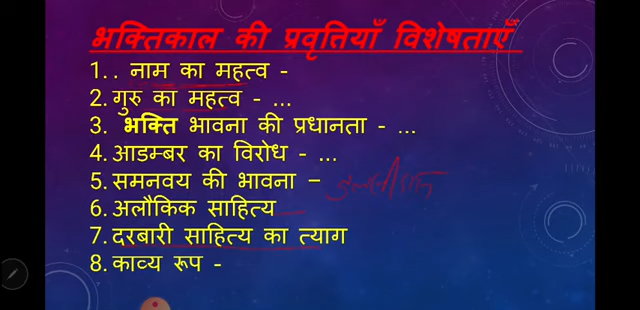 भक्तिकाल की प्रवृत्तियाँ विशेषताएँ
1. . नाम का महत्व -
2. गुरु का महत्व - ...
3. भक्ति भावना की प्रधानता - ...
4. आडम्बर का विरोध - ...
5. समनवय की भावना –
6. अलौकिक साहित्य
7. दरबारी साहित्य का त्याग
8. काव्य रूप -